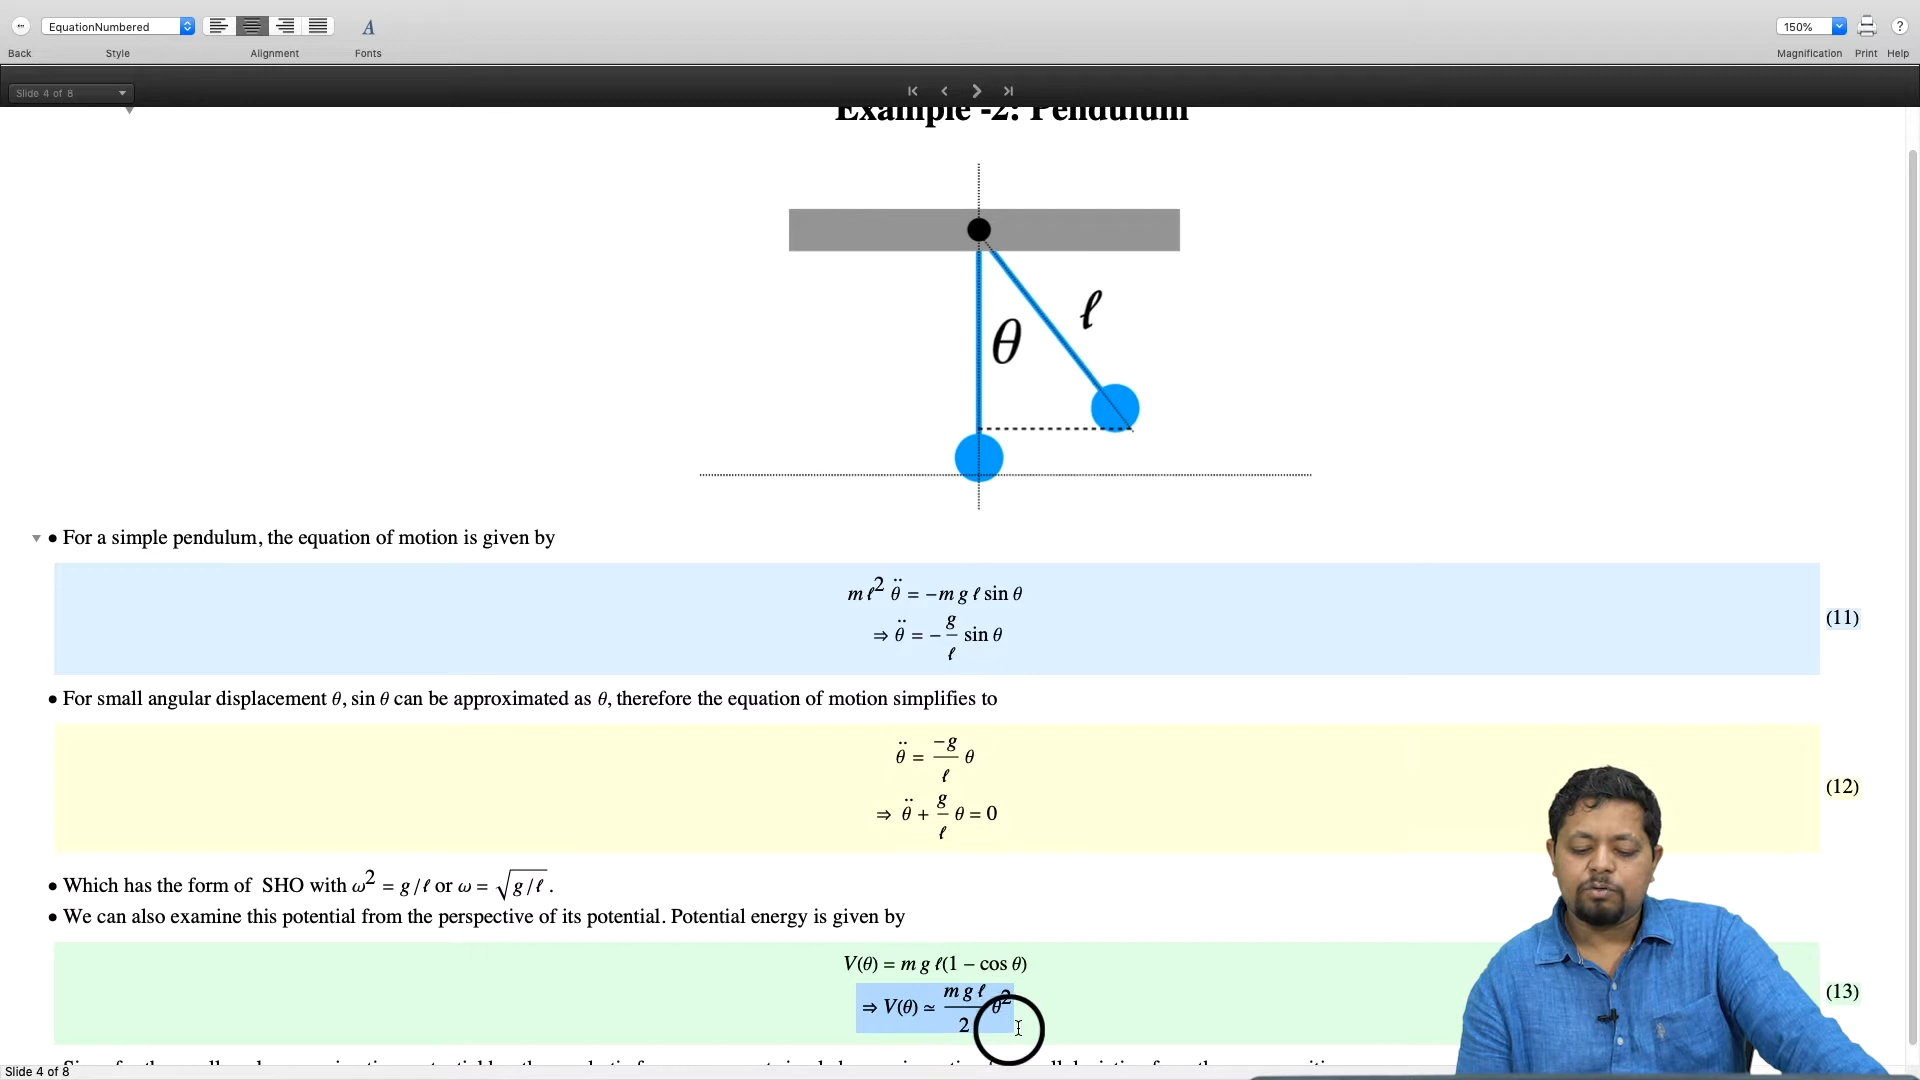 EquationNumbered
150%
Back
Style
Alignment
Fonts
Magnification
Print
Help
Slide 4 of 8
Example -2: Pendulum
θ
ℓ
• For a simple pendulum, the equation of motion is given by
m ℓ² θ̈ = −m g ℓ sin θ
⇒ θ̈ = − g/ℓ sin θ
(11)
• For small angular displacement θ, sin θ can be approximated as θ, therefore the equation of motion simplifies to
θ̈ = −g/ℓ θ
⇒ θ̈ + g/ℓ θ = 0
(12)
• Which has the form of SHO with ω² = g/ℓ or ω = √(g/ℓ).
• We can also examine this potential from the perspective of its potential. Potential energy is given by
V(θ) = m g ℓ(1 − cos θ)
⇒ V(θ) ≃ m g ℓ/2 θ²
(13)
Slide 4 of 8